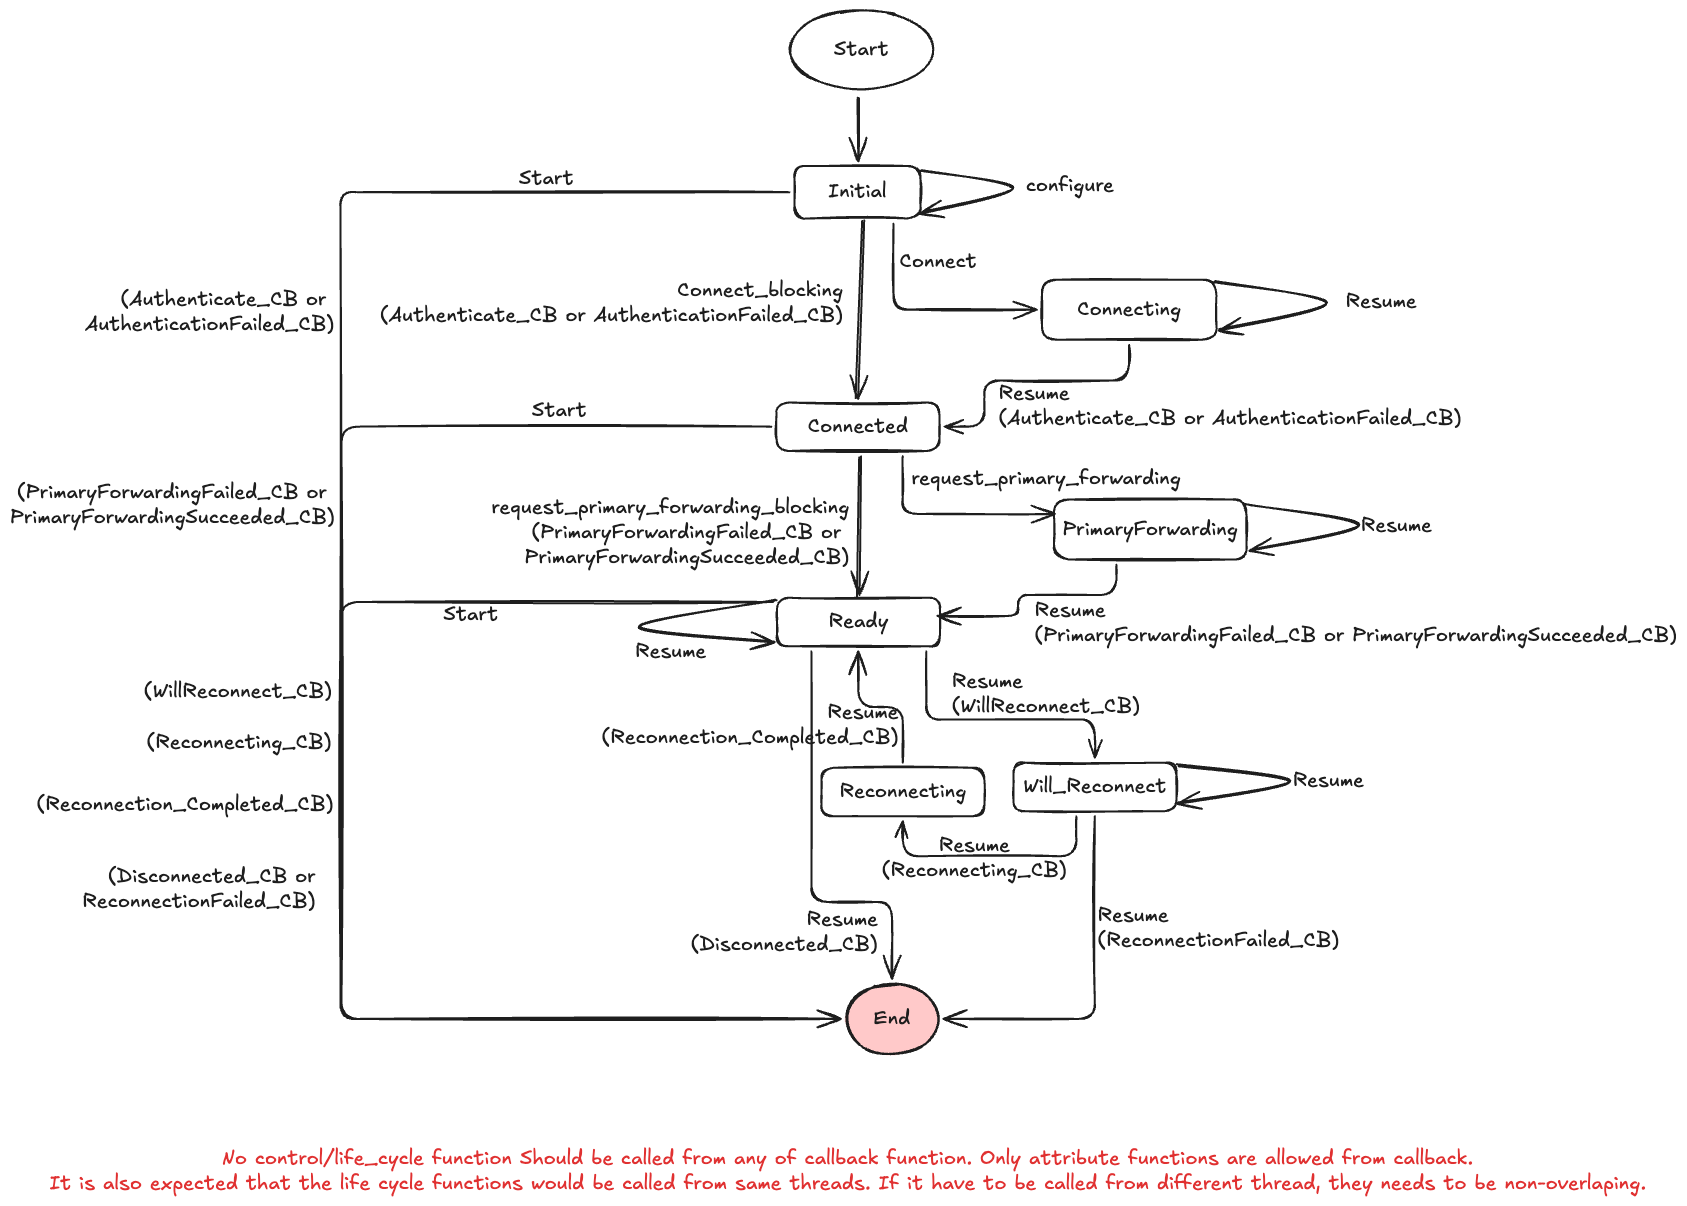 Start
Initial
configure
Start
Connect
Connect_blocking
(Authenticate_CB or AuthenticationFailed_CB)
(Authenticate_CB or
AuthenticationFailed_CB)
Connecting
Resume
Resume
(Authenticate_CB or AuthenticationFailed_CB)
Start
Connected
request_primary_forwarding
(PrimaryForwardingFailed_CB or
PrimaryForwardingSucceeded_CB)
request_primary_forwarding_blocking
(PrimaryForwardingFailed_CB or
PrimaryForwardingSucceeded_CB)
PrimaryForwarding
Resume
Start
Ready
Resume
Resume
(PrimaryForwardingFailed_CB or PrimaryForwardingSucceeded_CB)
(WillReconnect_CB)
Resume
(WillReconnect_CB)
Resume
(Reconnection_Completed_CB)
(Reconnecting_CB)
Reconnecting
Will_Reconnect
Resume
(Reconnection_Completed_CB)
Resume
(Reconnecting_CB)
(Disconnected_CB or
ReconnectionFailed_CB)
Resume
(Disconnected_CB)
Resume
(ReconnectionFailed_CB)
End
No control/life_cycle function Should be called from any of callback function. Only attribute functions are allowed from callback.
It is also expected that the life cycle functions would be called from same threads. If it have to be called from different thread, they needs to be non-overlaping.